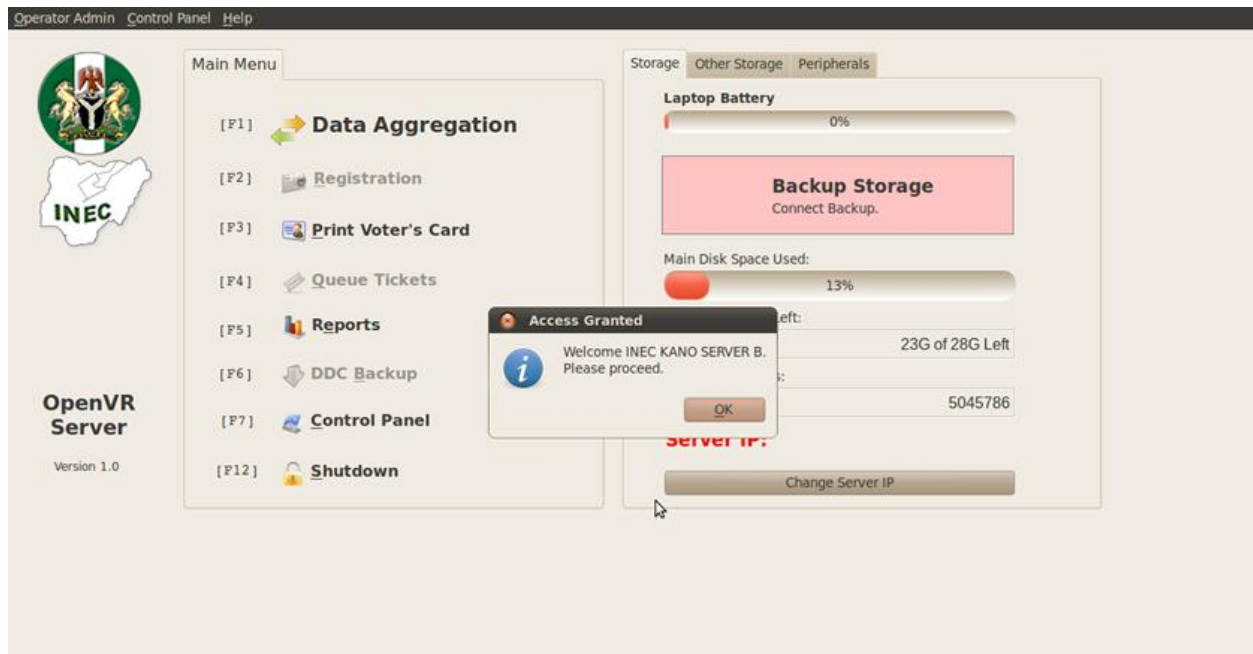 Operator Admin Control Panel Help
INEC
OpenVR
Server
Version 1.0
Main Menu
[F1] Data Aggregation
[F2] Registration
[F3] Print Voter's Card
[F4] Queue Tickets
[F5] Reports
[F6] DDC Backup
[F7] Control Panel
[F12] Shutdown
Storage Other Storage Peripherals
Laptop Battery
0%
Backup Storage
Connect Backup.
Main Disk Space Used:
13%
Left:
23G of 28G Left
5045786
Server IP:
Change Server IP
Access Granted
Welcome INEC KANO SERVER B.
Please proceed.
OK